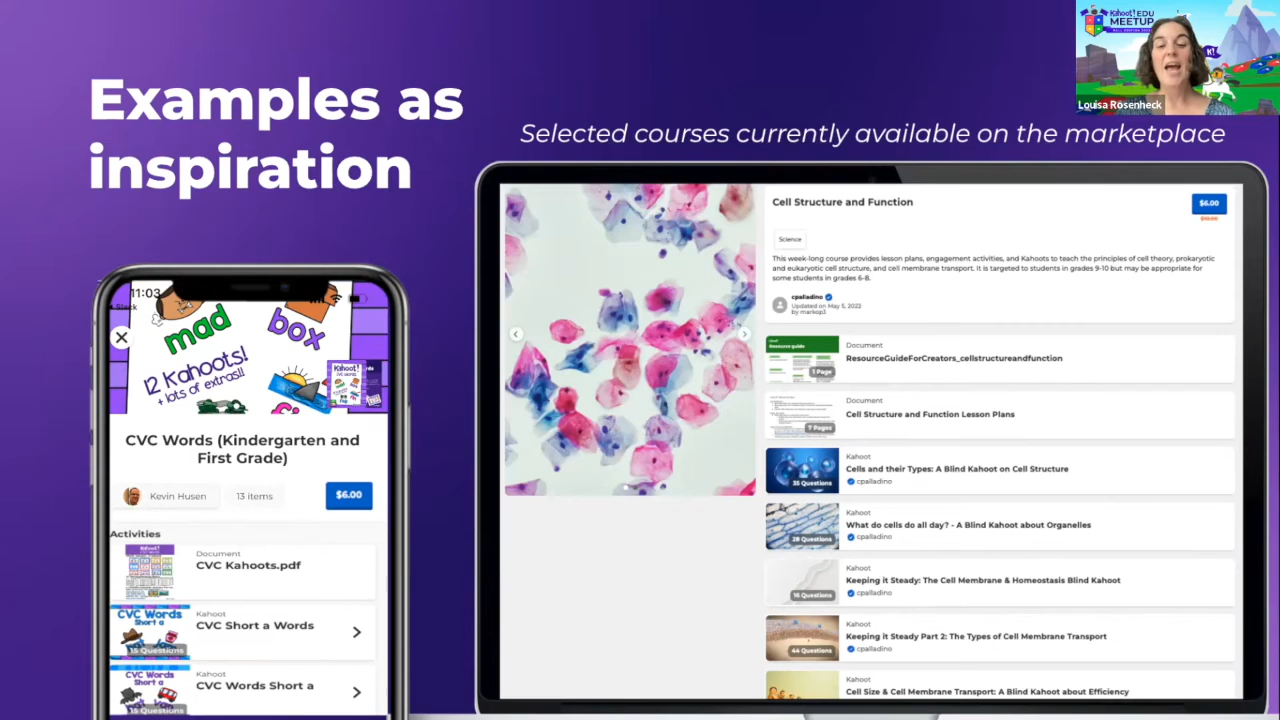 Examples as
inspiration
Selected courses currently available on the marketplace
Kahoot! EDU
MEETUP
Louisa Rosenheck
11:03
mad
box
12 Kahoots!
+ lots of extras!!
CVC Words (Kindergarten and
First Grade)
Kevin Husen
13 items
$6.00
Activities
Document
CVC Kahoots.pdf
Kahoot
CVC Short a Words
CVC Words
Short a
15 Questions
Kahoot
CVC Words Short a
CVC Words
Short a
15 Questions
Cell Structure and Function
$6.00
$10.00
Science
This week-long course provides lesson plans, engagement activities, and Kahoots to teach the principles of cell theory, prokaryotic
and eukaryotic cell structure, and cell membrane transport. It is targeted to students in grades 9-10 but may be appropriate for
some students in grades 6-8.
cpalladino
Updated on May 5, 2022
by markop3
Resource guide
1 Page
Document
ResourceGuideForCreators_cellstructureandfunction
7 Pages
Document
Cell Structure and Function Lesson Plans
35 Questions
Kahoot
Cells and their Types: A Blind Kahoot on Cell Structure
cpalladino
28 Questions
Kahoot
What do cells do all day? - A Blind Kahoot about Organelles
cpalladino
16 Questions
Kahoot
Keeping it Steady: The Cell Membrane & Homeostasis Blind Kahoot
cpalladino
44 Questions
Kahoot
Keeping it Steady Part 2: The Types of Cell Membrane Transport
cpalladino
Kahoot
Cell Size & Cell Membrane Transport: A Blind Kahoot about Efficiency